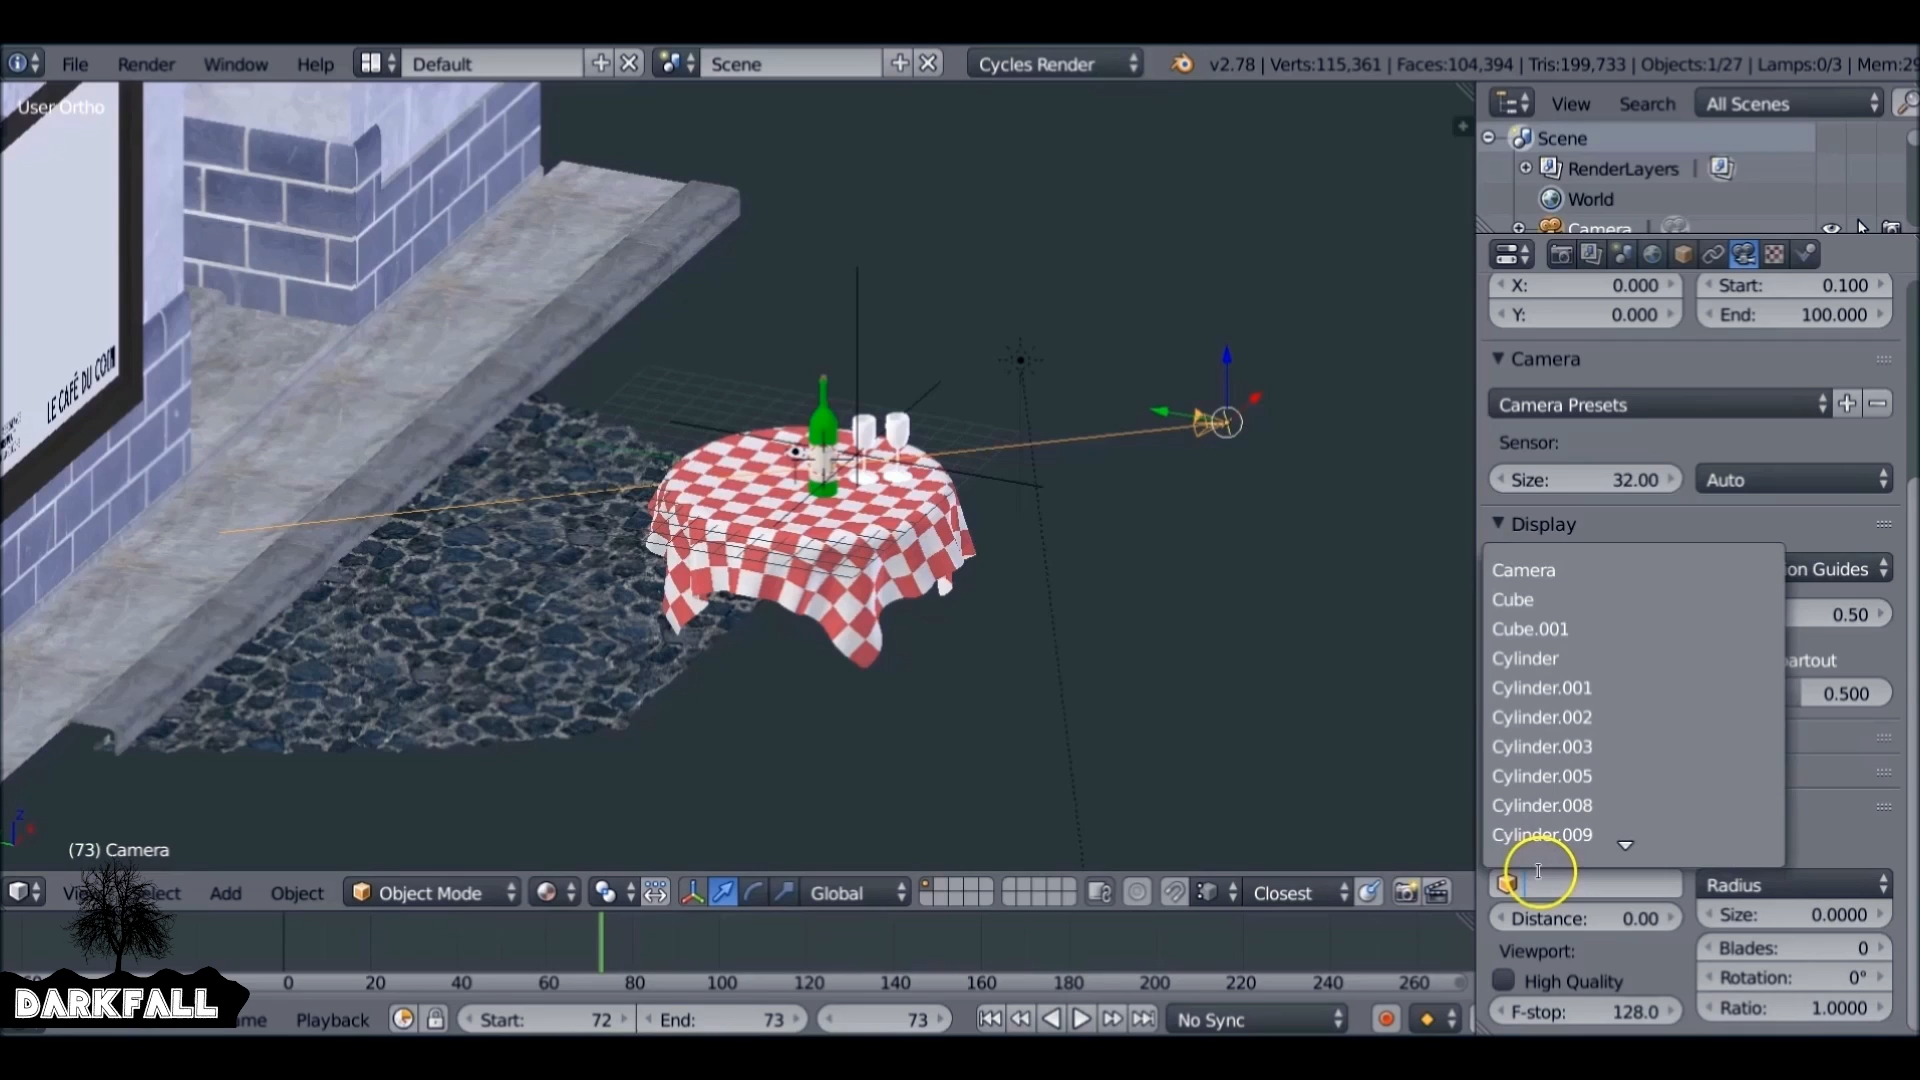 File Render Window Help Default Scene Cycles Render v2.78 | Verts:115,361 | Faces:104,394 | Tris:199,733 | Objects:1/27 | Lamps:0/3 |
User Ortho
View Search All Scenes
Scene
RenderLayers
World
Camera
X: 0.000 Start: 0.100
Y: 0.000 End: 100.000
Camera
Camera Presets
Sensor:
Size: 32.00 Auto
Display
LE CAFÉ DU COIN
Camera
Cube
Cube.001
Cylinder
Cylinder.001
Cylinder.002
Cylinder.003
Cylinder.005
Cylinder.008
Cylinder.009
on Guides
0.50
artout
0.500
(73) Camera
Add Object Object Mode Global Closest
Radius
Distance: 0.00 Size: 0.0000
Viewport: Blades: 0
High Quality Rotation: 0°
F-stop: 128.0 Ratio: 1.0000
0 20 40 60 80 100 120 140 160 180 200 220 240 260
Playback Start: 72 End: 73 73 No Sync
DARKFALL